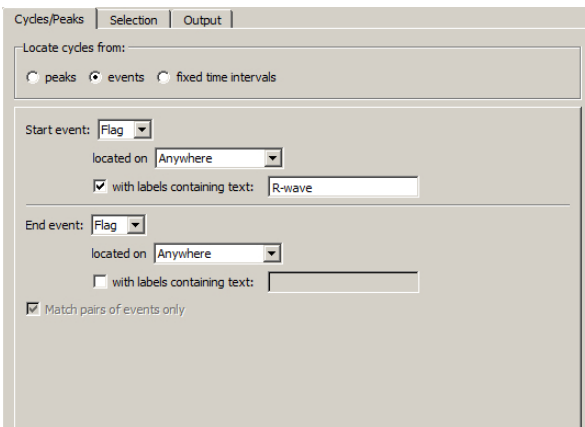 Cycles/Peaks Selection Output
Locate cycles from:
peaks events fixed time intervals
Start event: Flag
located on Anywhere
with labels containing text: R-wave
End event: Flag
located on Anywhere
with labels containing text:
Match pairs of events only